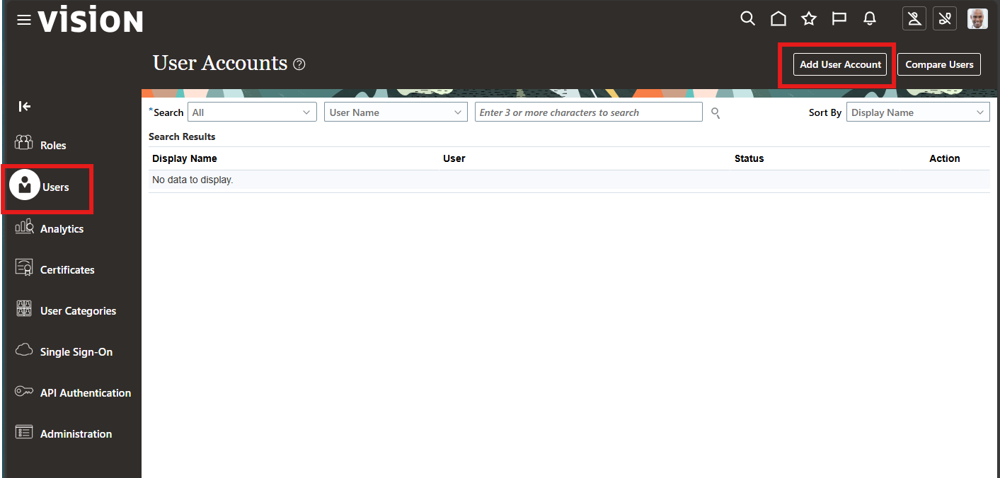 vision
User Accounts ?
Add User Account
Compare Users
*Search All User Name Enter 3 or more characters to search Sort By Display Name
Search Results
Display Name User Status Action
No data to display.
Roles
Users
Analytics
Certificates
User Categories
Single Sign-On
API Authentication
Administration